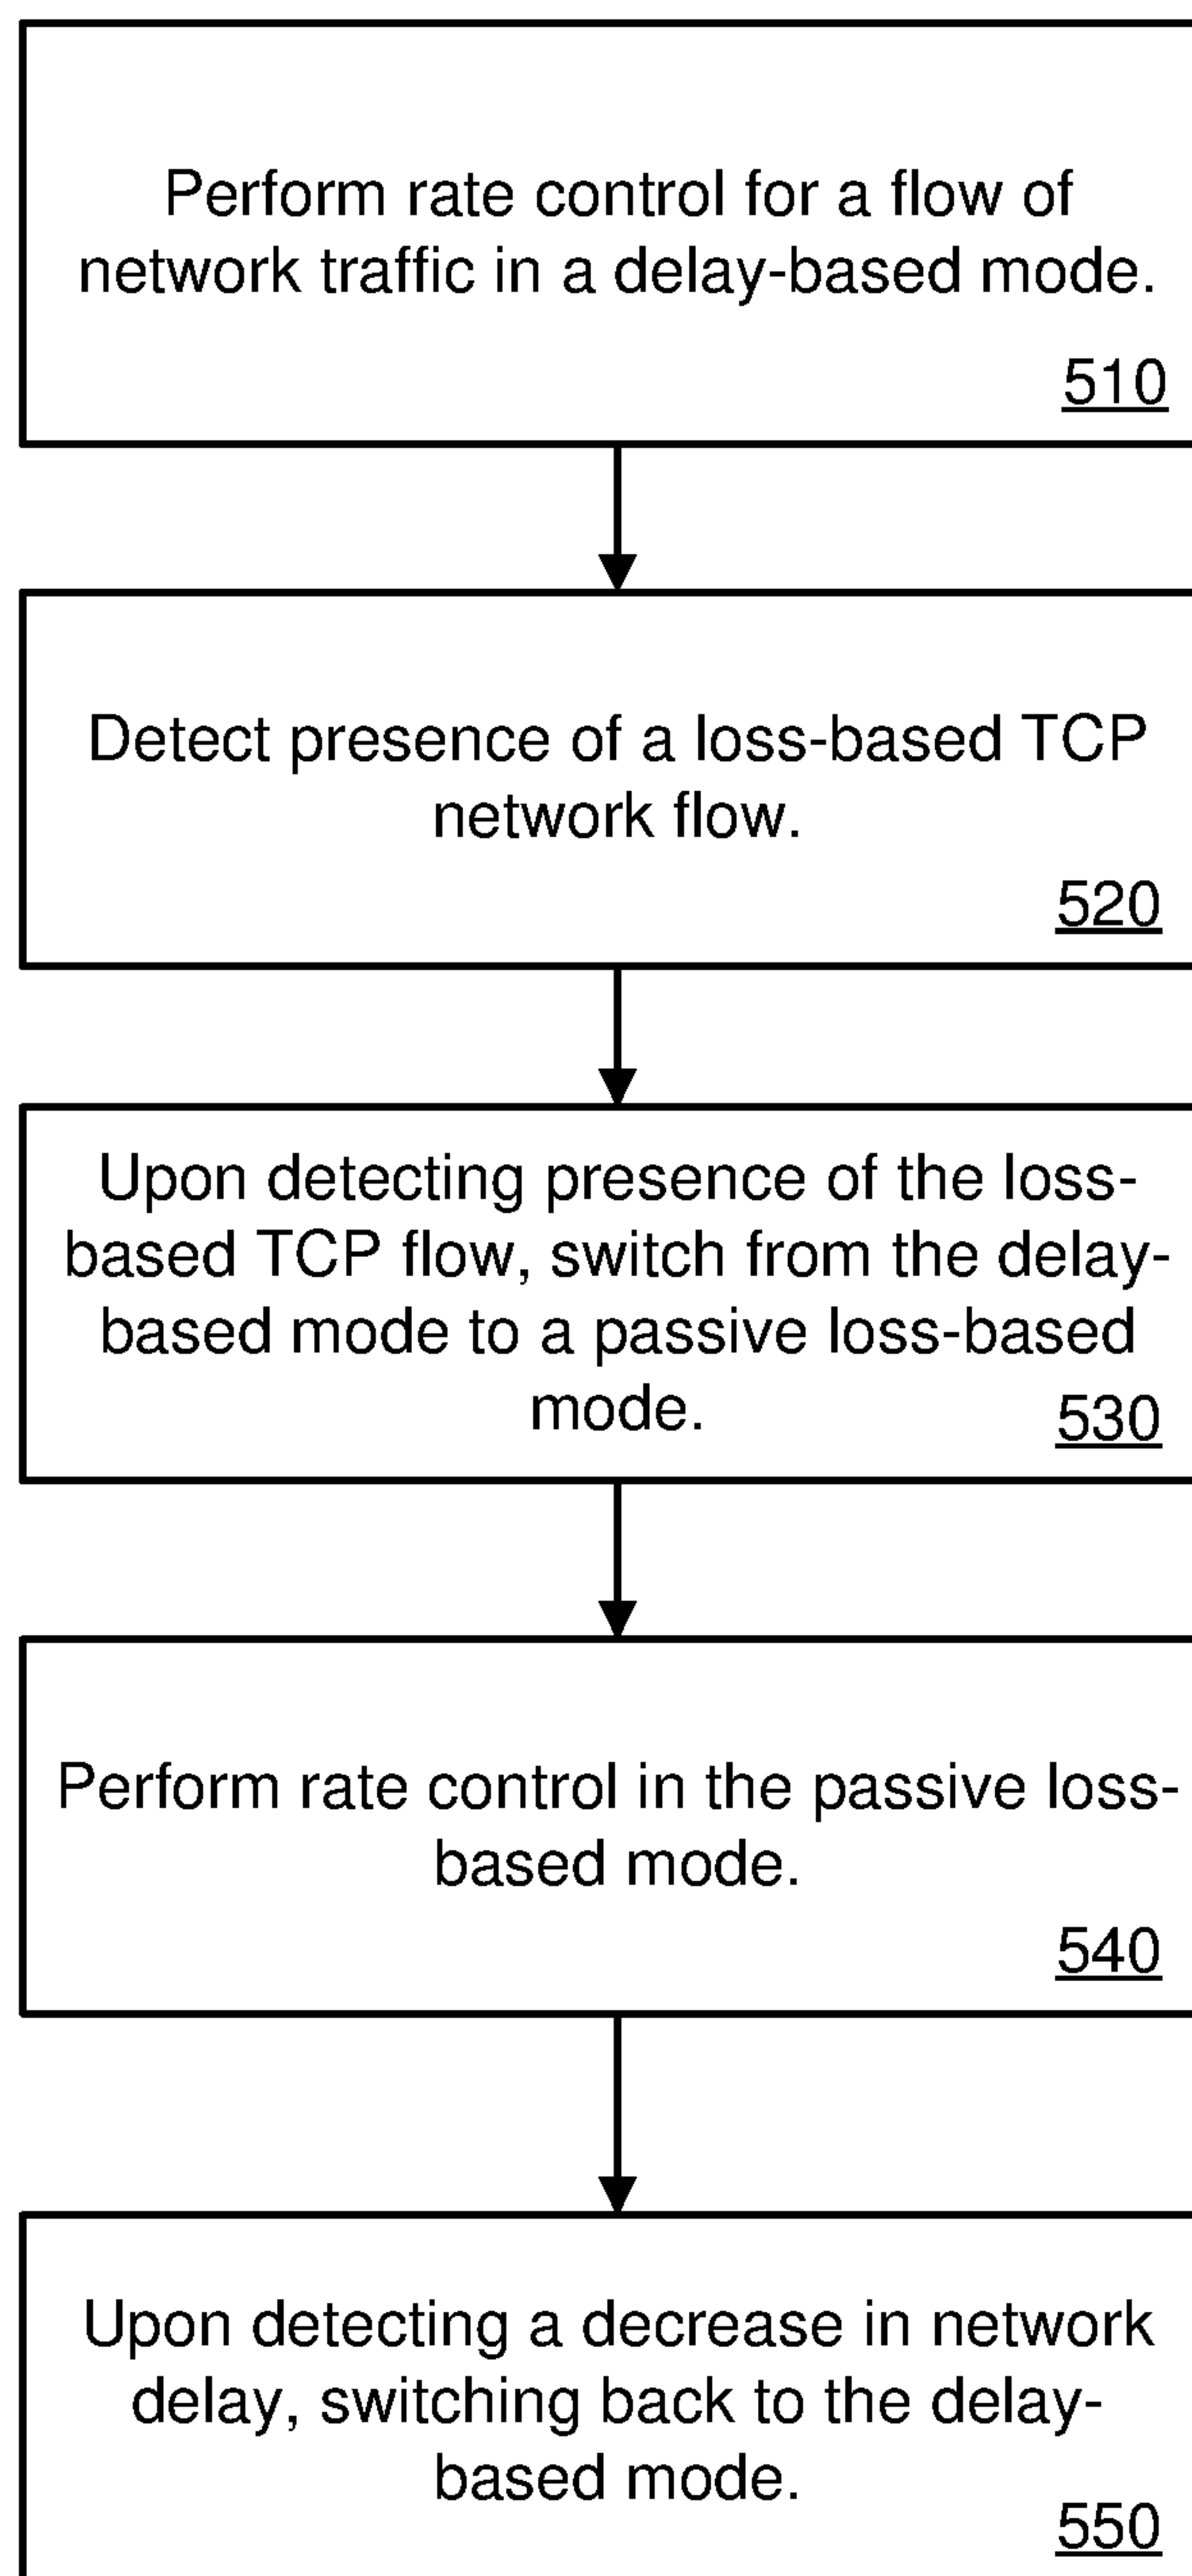 Perform rate control for a flow of
network traffic in a delay-based mode.
510
Detect presence of a loss-based TCP
network flow.
520
Upon detecting presence of the loss-
based TCP flow, switch from the delay-
based mode to a passive loss-based
mode.
530
Perform rate control in the passive loss-
based mode.
540
Upon detecting a decrease in network
delay, switching back to the delay-
based mode.
550